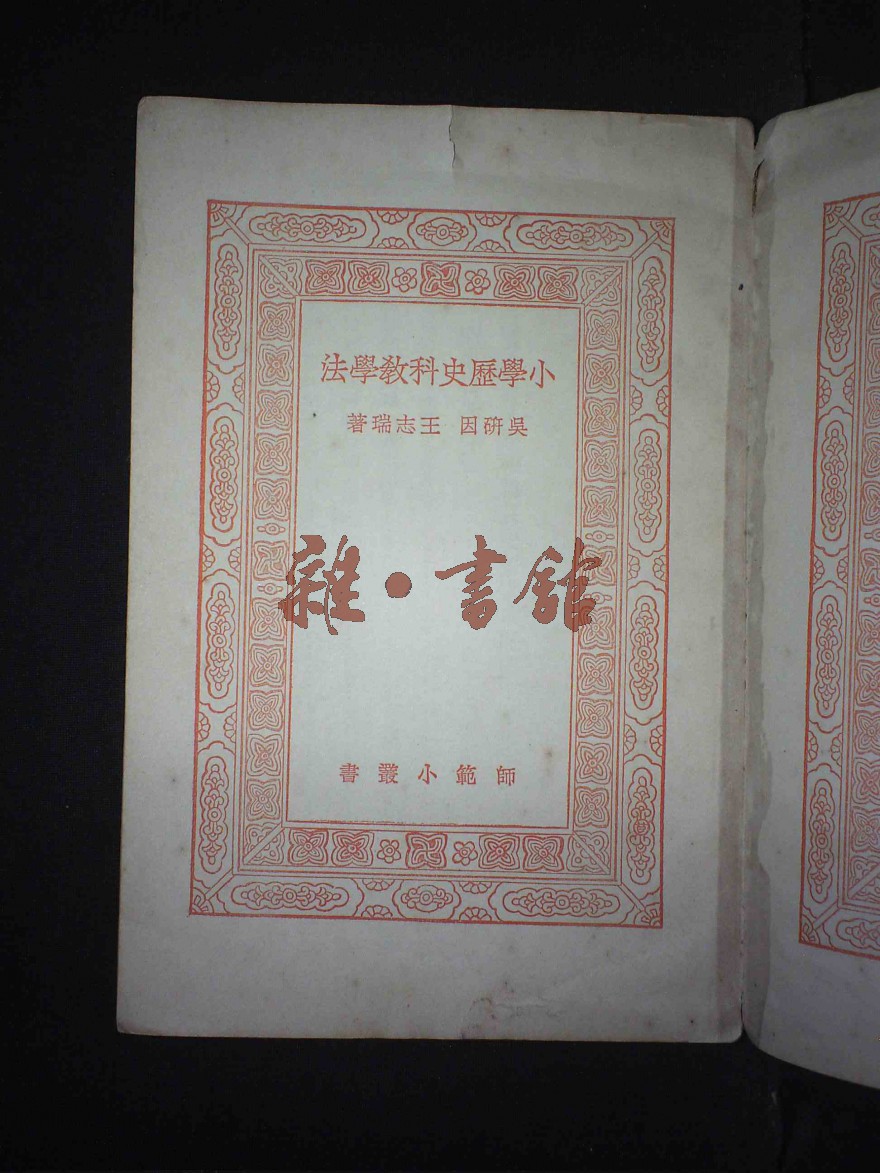 小學歷史科教學法
吳硏因 王志瑞著
雜·書館
師範小叢書